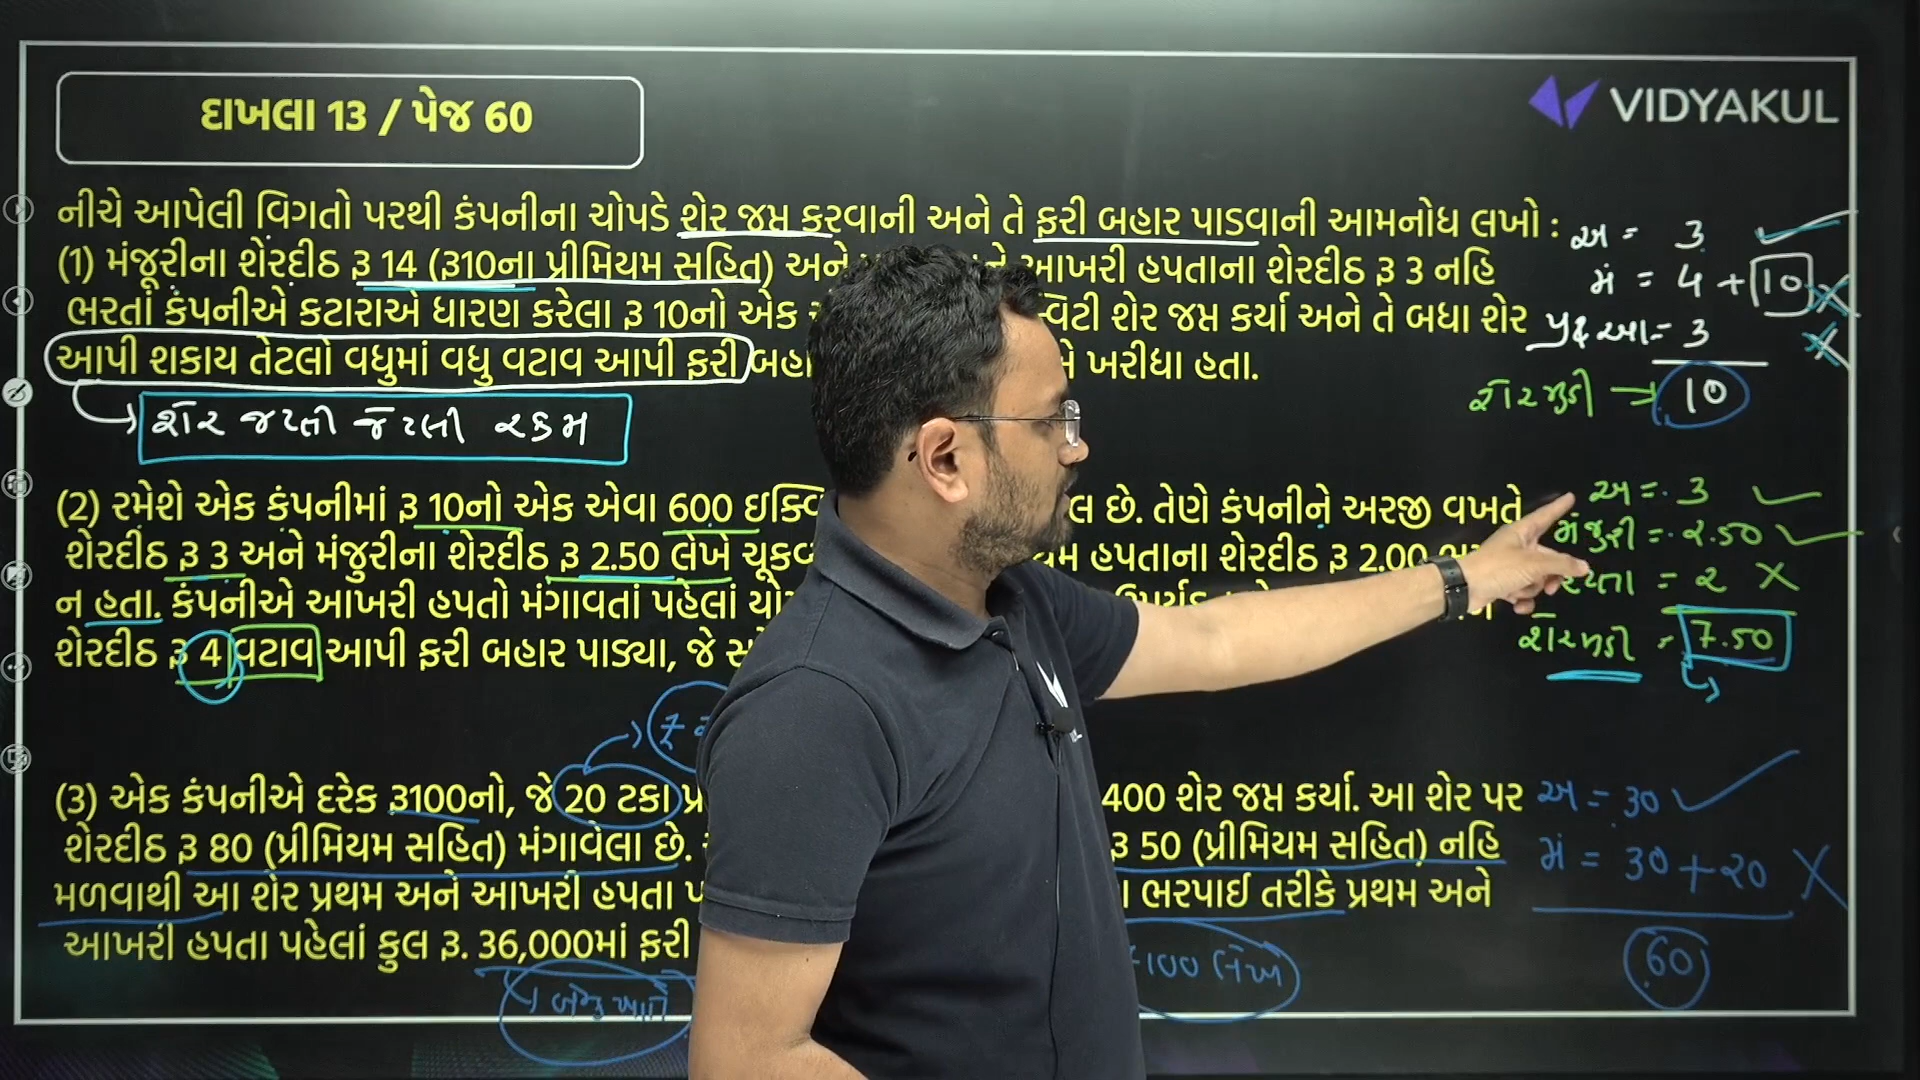 દાખલા 13 / પેજ 60
VIDYAKUL
નીચે આપેલી વિગતો પરથી કંપનીના ચોપડે શેર જપ્ત કરવાની અને તે ફરી બહાર પાડવાની આમનોધ લખો :
(1) મંજૂરીના શેરદીઠ રૂ 14 (રૂ10ના પ્રીમિયમ સહિત) અને આખરી હપતાના શેરદીઠ રૂ 3 નહિ
ભરતાં કંપનીએ કટારાએ ધારણ કરેલા રૂ 10નો એક શેર જપ્ત કર્યા અને તે બધા શેર
આપી શકાય તેટલો વધુમાં વધુ વટાવ આપી ફરી ખરીદ્યા હતા.
શેર જપ્તી જેટલી રકમ
અ = 3
મં = 4 + 10
= 3
શેરમુડી → 10
(2) રમેશે એક કંપનીમાં રૂ 10નો એક એવા 600 છે. તેણે કંપનીને અરજી વખતે
શેરદીઠ રૂ 3 અને મંજુરીના શેરદીઠ રૂ 2.50 લેખે હપતાના શેરદીઠ રૂ 2.00
ન હતા. કંપનીએ આખરી હપતો મંગાવતાં પહેલાં
શેરદીઠ રૂ 4 વટાવ આપી ફરી બહાર પાડ્યા, જે
અ = 3
મંજુરી = 2.50
= 2
શેરમુડી = 7.50
(3) એક કંપનીએ દરેક રૂ100નો, જે 20 ટકા 400 શેર જપ્ત કર્યા. આ શેર પર
શેરદીઠ રૂ 80 (પ્રીમિયમ સહિત) મંગાવેલા છે. રૂ 50 (પ્રીમિયમ સહિત) નહિ
મળવાથી આ શેર પ્રથમ અને આખરી હપતા ભરપાઈ તરીકે પ્રથમ અને
આખરી હપતા પહેલાં કુલ રૂ. 36,000માં ફરી
100 લેખે
અ = 30
મં = 30 + 20
60